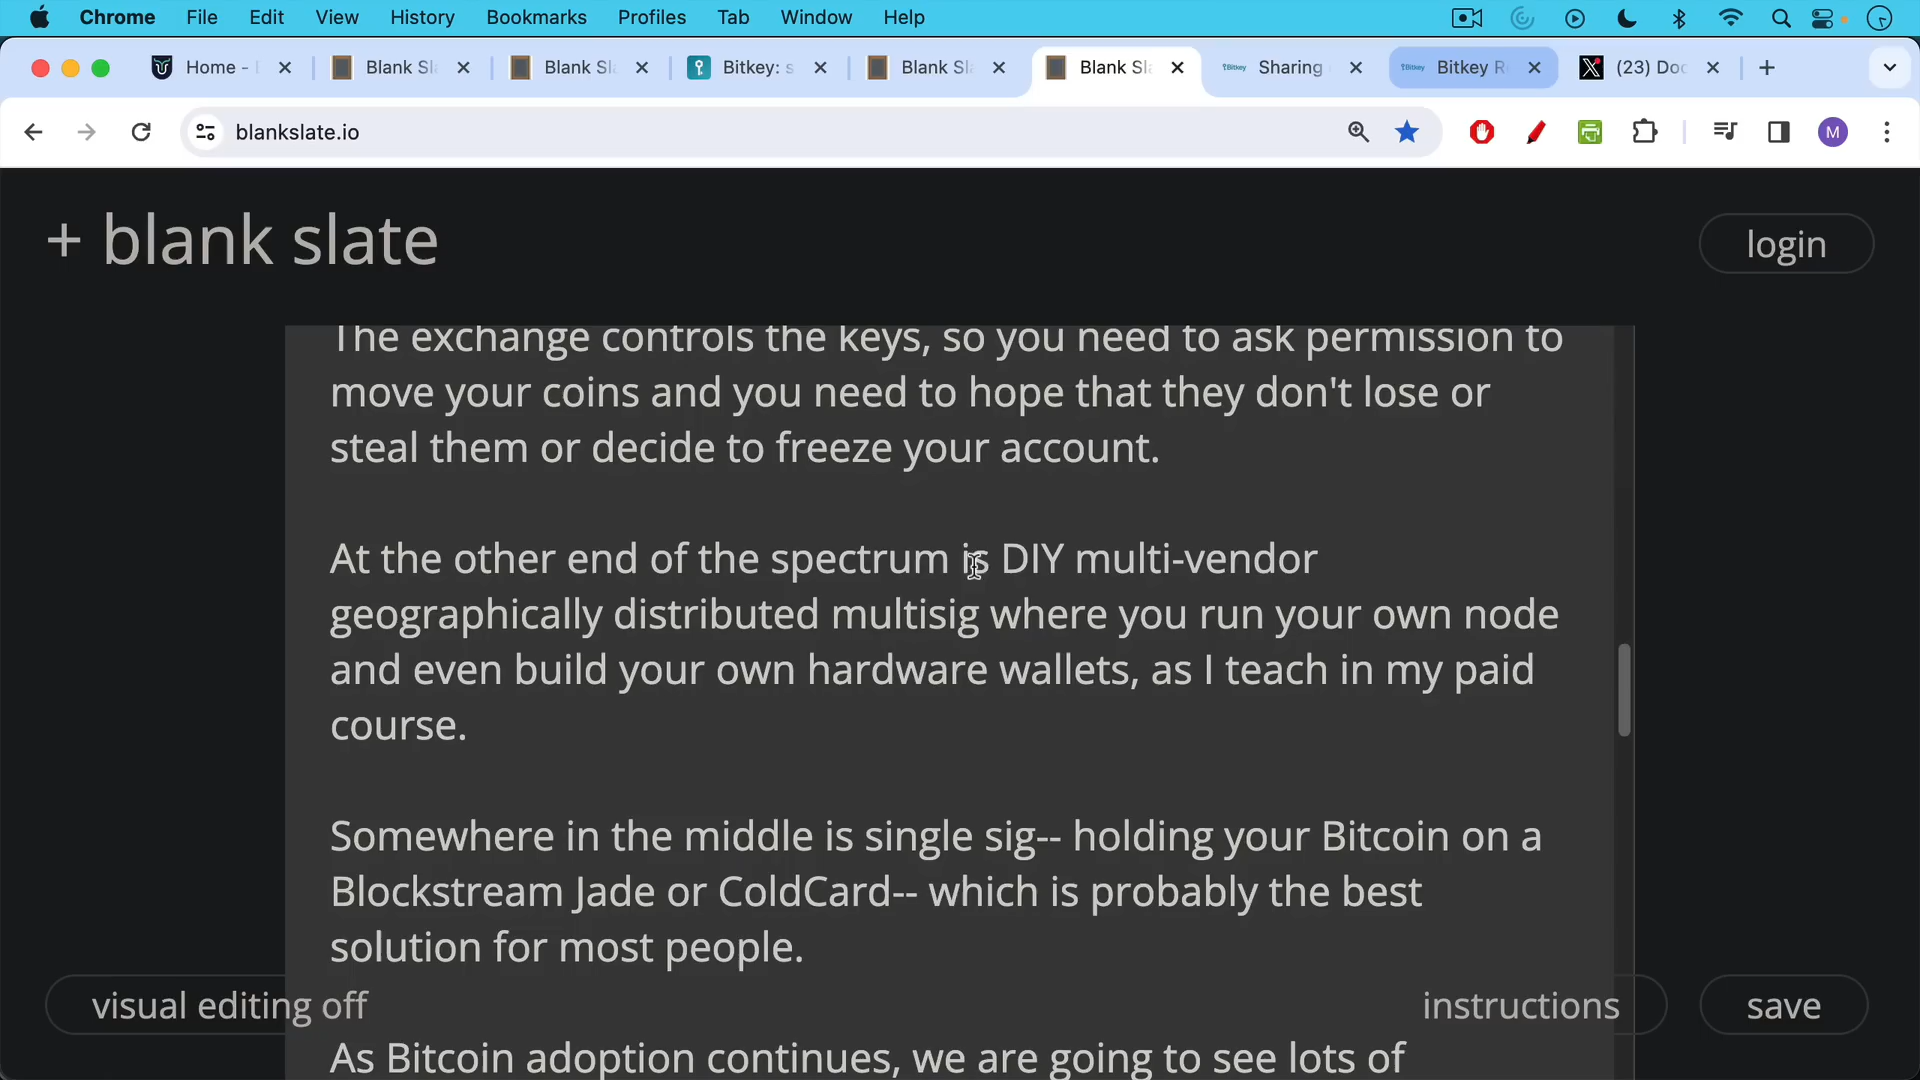 Chrome File Edit View History Bookmarks Profiles Tab Window Help
Home - Blank Sl Blank Sl Bitkey: s Blank Sl Blank Sl Bitkey Sharing Bitkey Bitkey R (23) Doc
blankslate.io M
+ blank slate login
The exchange controls the keys, so you need to ask permission to
move your coins and you need to hope that they don't lose or
steal them or decide to freeze your account.
At the other end of the spectrum is DIY multi-vendor
geographically distributed multisig where you run your own node
and even build your own hardware wallets, as I teach in my paid
course.
Somewhere in the middle is single sig-- holding your Bitcoin on a
Blockstream Jade or ColdCard-- which is probably the best
solution for most people.
visual editing off instructions save
As Bitcoin adoption continues, we are going to see lots of